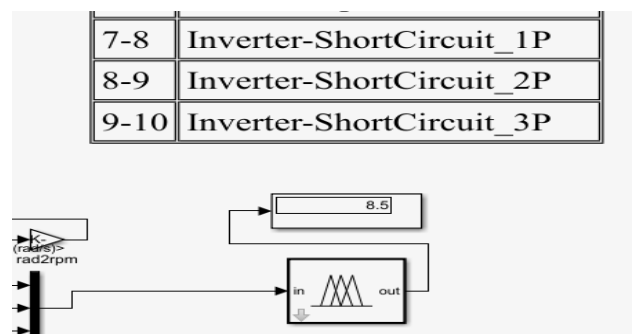 7-8 Inverter-ShortCircuit_1P
8-9 Inverter-ShortCircuit_2P
9-10 Inverter-ShortCircuit_3P
8.5
K-
(rad/s)>
rad2rpm
in out